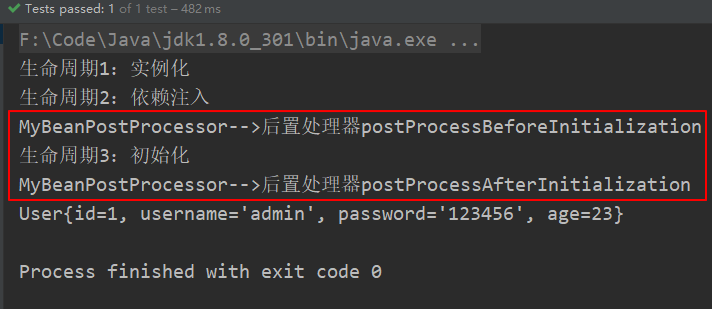 Tests passed: 1 of 1 test – 482 ms
F:\Code\Java\jdk1.8.0_301\bin\java.exe ...
生命周期1：实例化
生命周期2：依赖注入
MyBeanPostProcessor-->后置处理器postProcessBeforeInitialization
生命周期3：初始化
MyBeanPostProcessor-->后置处理器postProcessAfterInitialization
User{id=1, username='admin', password='123456', age=23}
Process finished with exit code 0